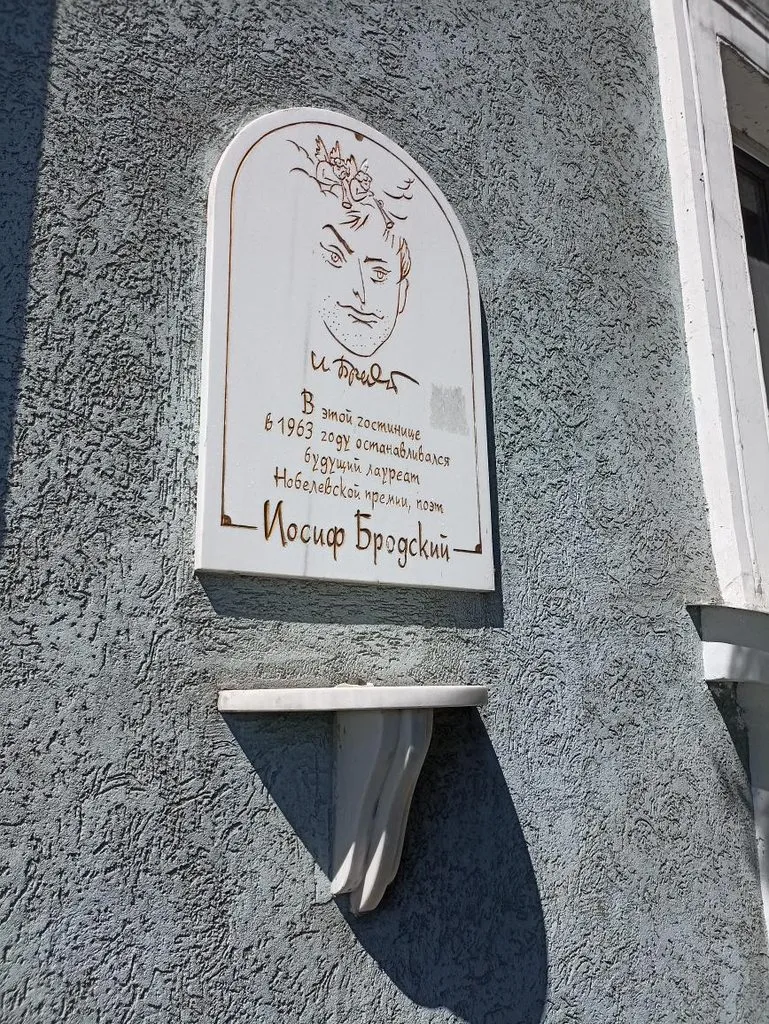 В этой гостинице
в 1963 году останавливался
будущий лауреат
Нобелевской премии, поэт
Иосиф Бродский